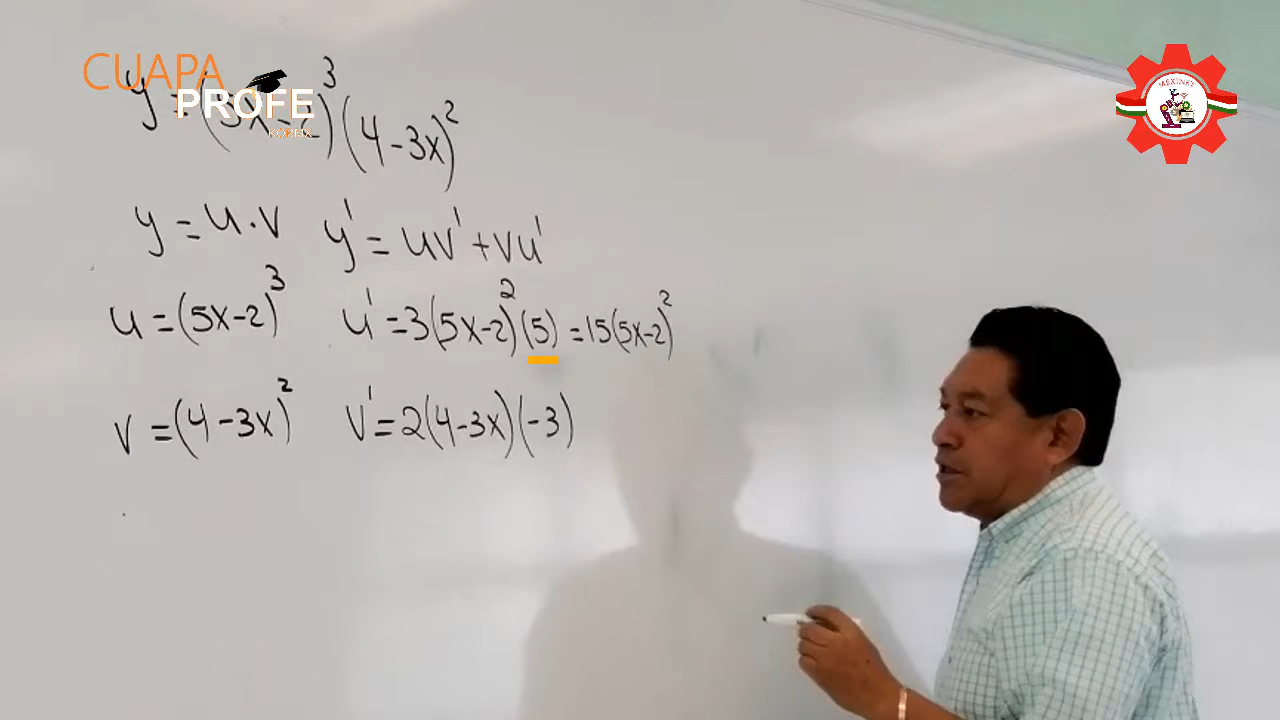 CUAPA
PROFE
MEXINEK
y = (5x-2)³(4-3x)²
y = u·v y' = uv' + vu'
u = (5x-2)³ u' = 3(5x-2)²(5) = 15(5x-2)²
v = (4-3x)² v' = 2(4-3x)(-3)